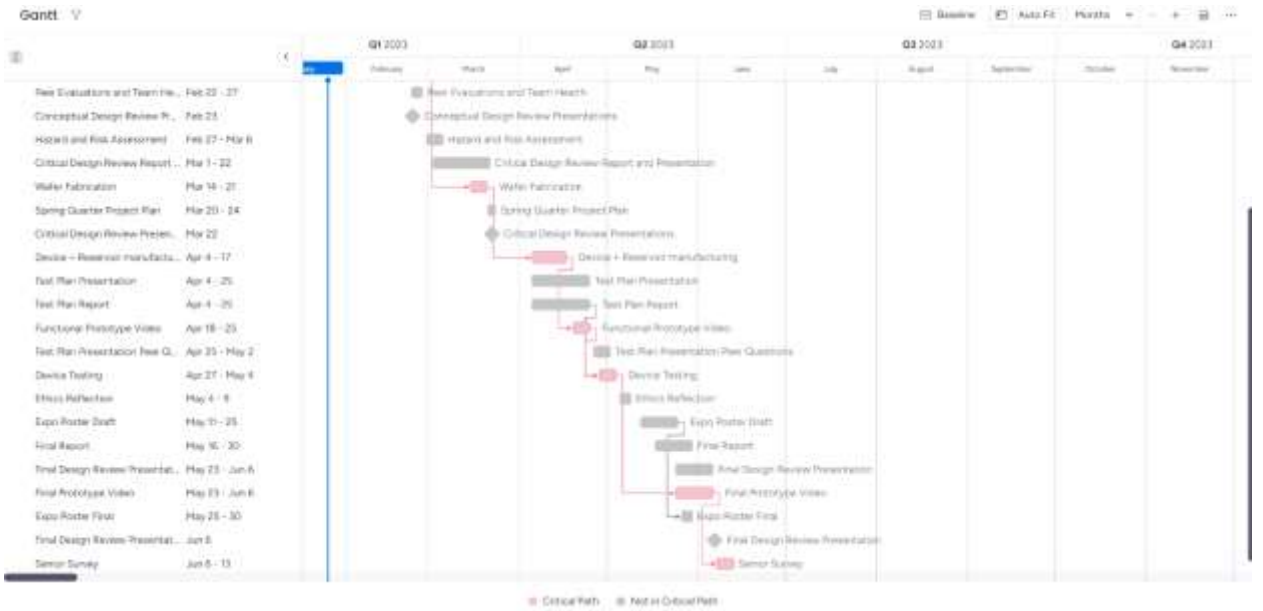 Gantt
Baseline Auto Fit Months
Q1 2023 Q2 2023 Q3 2023 Q4 2023
February March April May June July August September October November
Peer Evaluations and Team He... Feb 22 - 27 Peer Evaluations and Team Health
Conceptual Design Review Pr... Feb 23 Conceptual Design Review Presentations
Hazard and Risk Assessment Feb 27 - Mar 6 Hazard and Risk Assessment
Critical Design Review Report ... Mar 1 - 22 Critical Design Review Report and Presentation
Wafer Fabrication Mar 14 - 21 Wafer Fabrication
Spring Quarter Project Plan Mar 20 - 24 Spring Quarter Project Plan
Critical Design Review Presen... Mar 22 Critical Design Review Presentations
Device + Reservoir manufactu... Apr 4 - 17 Device + Reservoir manufacturing
Test Plan Presentation Apr 4 - 25 Test Plan Presentation
Test Plan Report Apr 4 - 25 Test Plan Report
Functional Prototype Video Apr 18 - 25 Functional Prototype Video
Test Plan Presentation Peer Q... Apr 25 - May 2 Test Plan Presentation Peer Questions
Device Testing Apr 27 - May 4 Device Testing
Ethics Reflection May 4 - 9 Ethics Reflection
Expo Poster Draft May 11 - 25 Expo Poster Draft
Final Report May 16 - 30 Final Report
Final Design Review Presentat... May 23 - Jun 6 Final Design Review Presentation
Final Prototype Video May 23 - Jun 6 Final Prototype Video
Expo Poster Final May 25 - 30 Expo Poster Final
Final Design Review Presentat... Jun 6 Final Design Review Presentation
Senior Survey Jun 6 - 13 Senior Survey
Critical Path Not in Critical Path